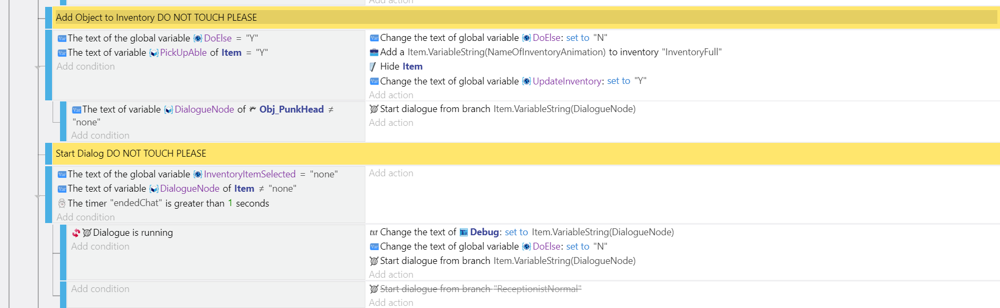 Add action
Add Object to Inventory DO NOT TOUCH PLEASE
The text of the global variable DoElse = "Y"
The text of variable PickUpAble of Item = "Y"
Add condition
Change the text of global variable DoElse: set to "N"
Add a Item.VariableString(NameOfInventoryAnimation) to inventory "InventoryFull"
Hide Item
Change the text of global variable UpdateInventory: set to "Y"
Add action
The text of variable DialogueNode of Obj_PunkHead ≠
"none"
Add condition
Start dialogue from branch Item.VariableString(DialogueNode)
Add action
Start Dialog DO NOT TOUCH PLEASE
The text of the global variable InventoryItemSelected = "none"
The text of variable DialogueNode of Item ≠ "none"
The timer "endedChat" is greater than 1 seconds
Add condition
Add action
Dialogue is running
Add condition
txt Change the text of Debug: set to Item.VariableString(DialogueNode)
Change the text of global variable DoElse: set to "N"
Start dialogue from branch Item.VariableString(DialogueNode)
Add action
Add condition
Start dialogue from branch "ReceptionistNormal"
Add action